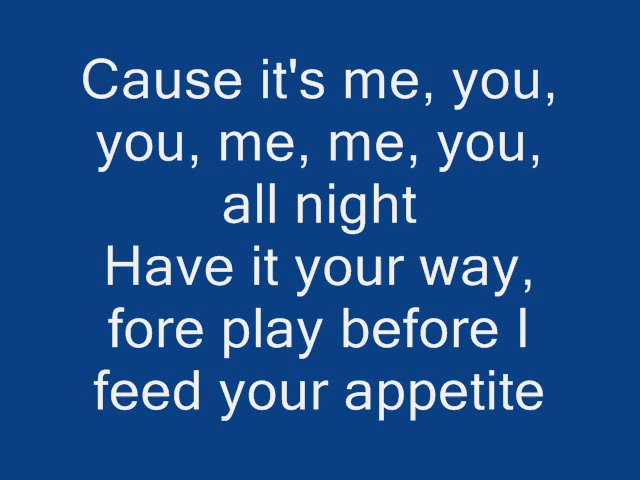 Cause it's me, you,
you, me, me, you,
all night
Have it your way,
fore play before I
feed your appetite